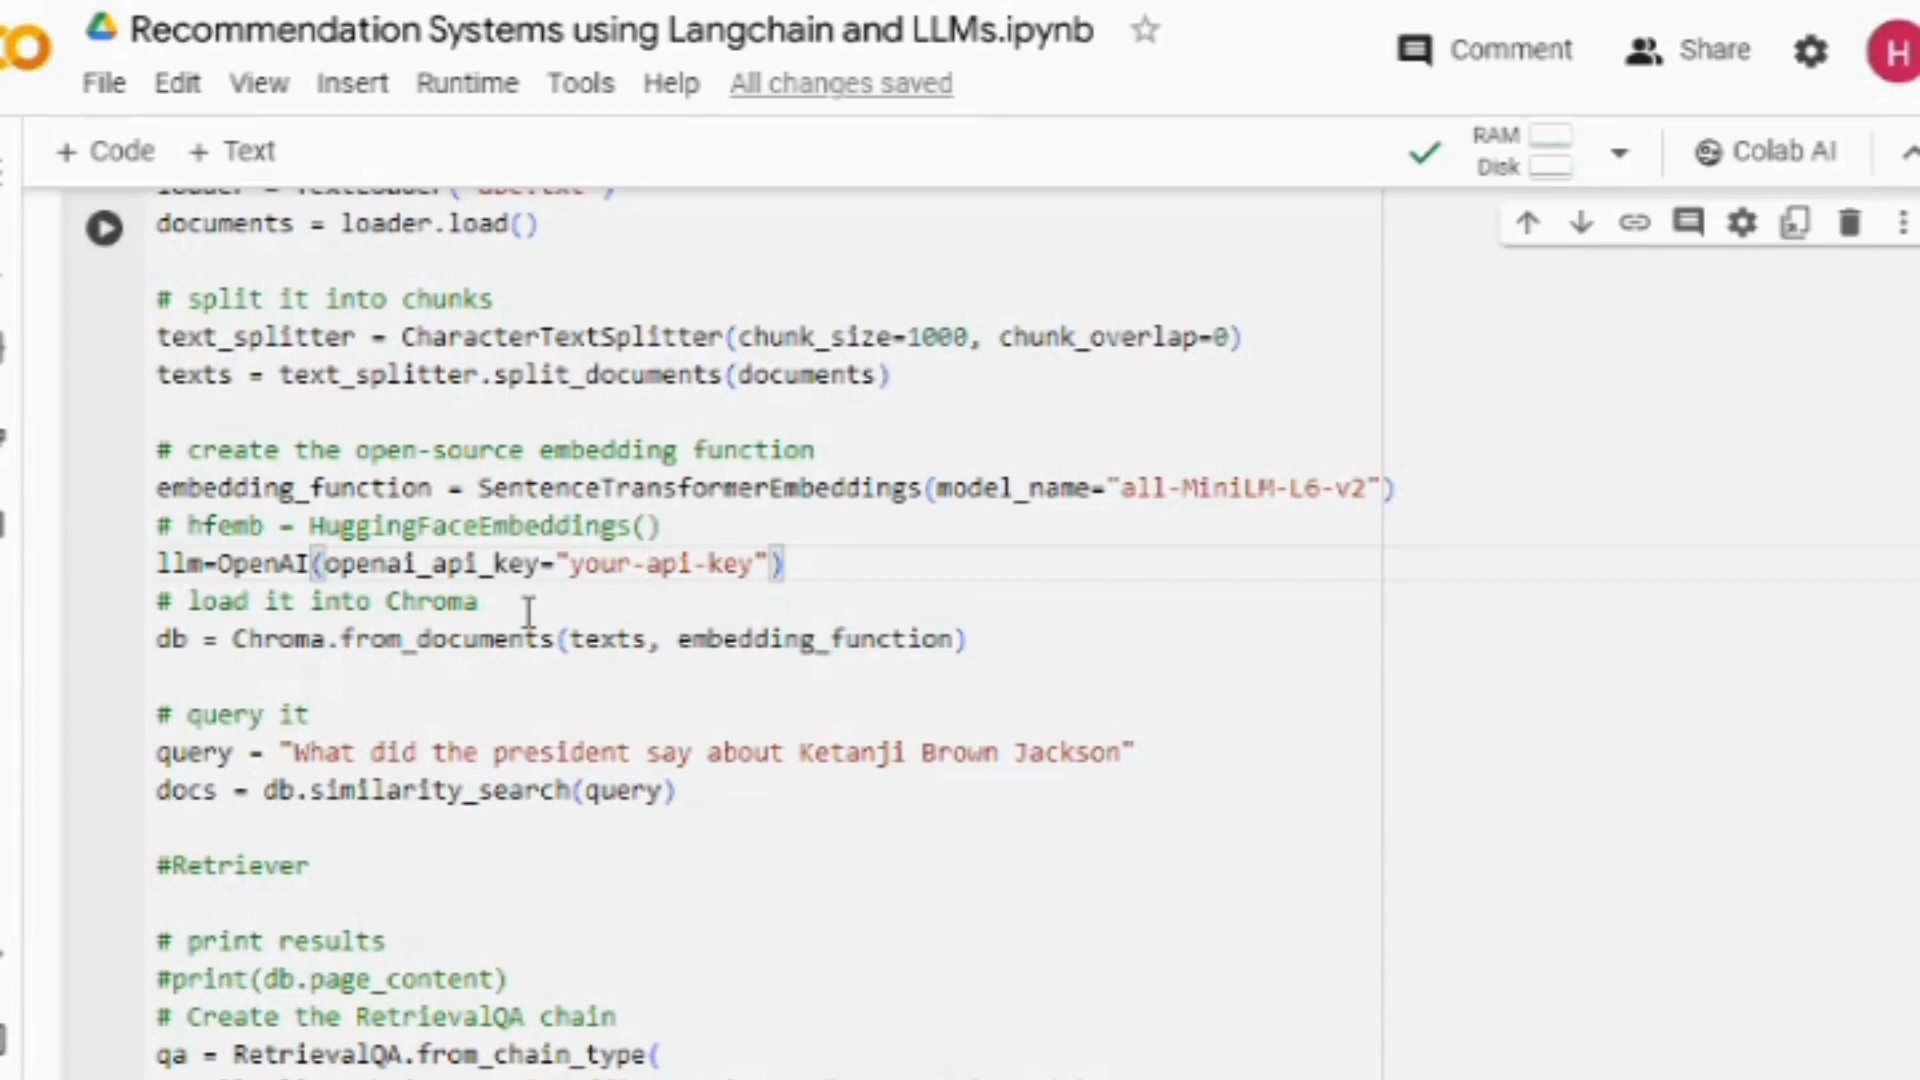 Recommendation Systems using Langchain and LLMs.ipynb
Comment
Share
H
File Edit View Insert Runtime Tools Help All changes saved
+ Code + Text
RAM
Disk
Colab AI
documents = loader.load()
# split it into chunks
text_splitter = CharacterTextSplitter(chunk_size=1000, chunk_overlap=0)
texts = text_splitter.split_documents(documents)
# create the open-source embedding function
embedding_function = SentenceTransformerEmbeddings(model_name="all-MiniLM-L6-v2")
# hfemb = HuggingFaceEmbeddings()
llm=OpenAI(openai_api_key="your-api-key")
# load it into Chroma
db = Chroma.from_documents(texts, embedding_function)
# query it
query = "What did the president say about Ketanji Brown Jackson"
docs = db.similarity_search(query)
#Retriever
# print results
#print(db.page_content)
# Create the RetrievalQA chain
qa = RetrievalQA.from_chain_type(